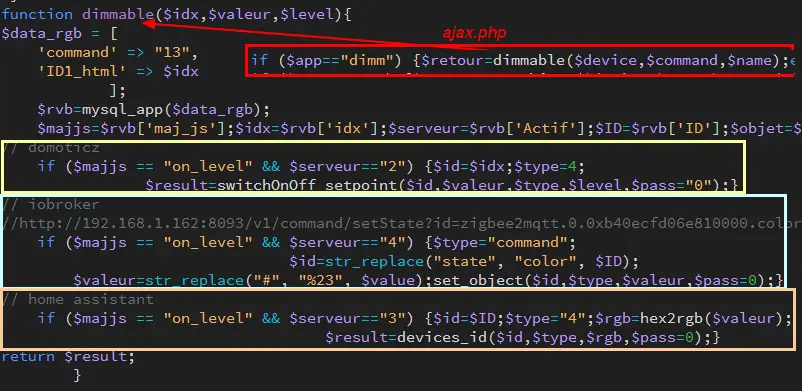 function dimmable($idx,$valeur,$level){
ajax.php
$data_rgb = [
'command' => "13",
if ($app=="dimm") {$retour=dimmable($device,$command,$name);e
'ID1_html' => $idx
];
$rvb=mysql_app($data_rgb);
$majjs=$rvb['maj_js'];$idx=$rvb['idx'];$serveur=$rvb['Actif'];$ID=$rvb['ID'];$objet=$
// domoticz
if ($majjs == "on_level" && $serveur=="2") {$id=$idx;$type=4;
$result=switchOnOff_setpoint($id,$valeur,$type,$level,$pass="0");}
// iobroker
//http://192.168.1.162:8093/v1/command/setState?id=zigbee2mqtt.0.0xb40ecfd06e810000.color
if ($majjs == "on_level" && $serveur=="4") {$type="command";
$id=str_replace("state", "color", $ID);
$valeur=str_replace("#", "%23", $value);set_object($id,$type,$valeur,$pass=0);}
// home assistant
if ($majjs == "on_level" && $serveur=="3") {$id=$ID;$type="4";$rgb=hex2rgb($valeur);
$result=devices_id($id,$type,$rgb,$pass=0);}
return $result;
}